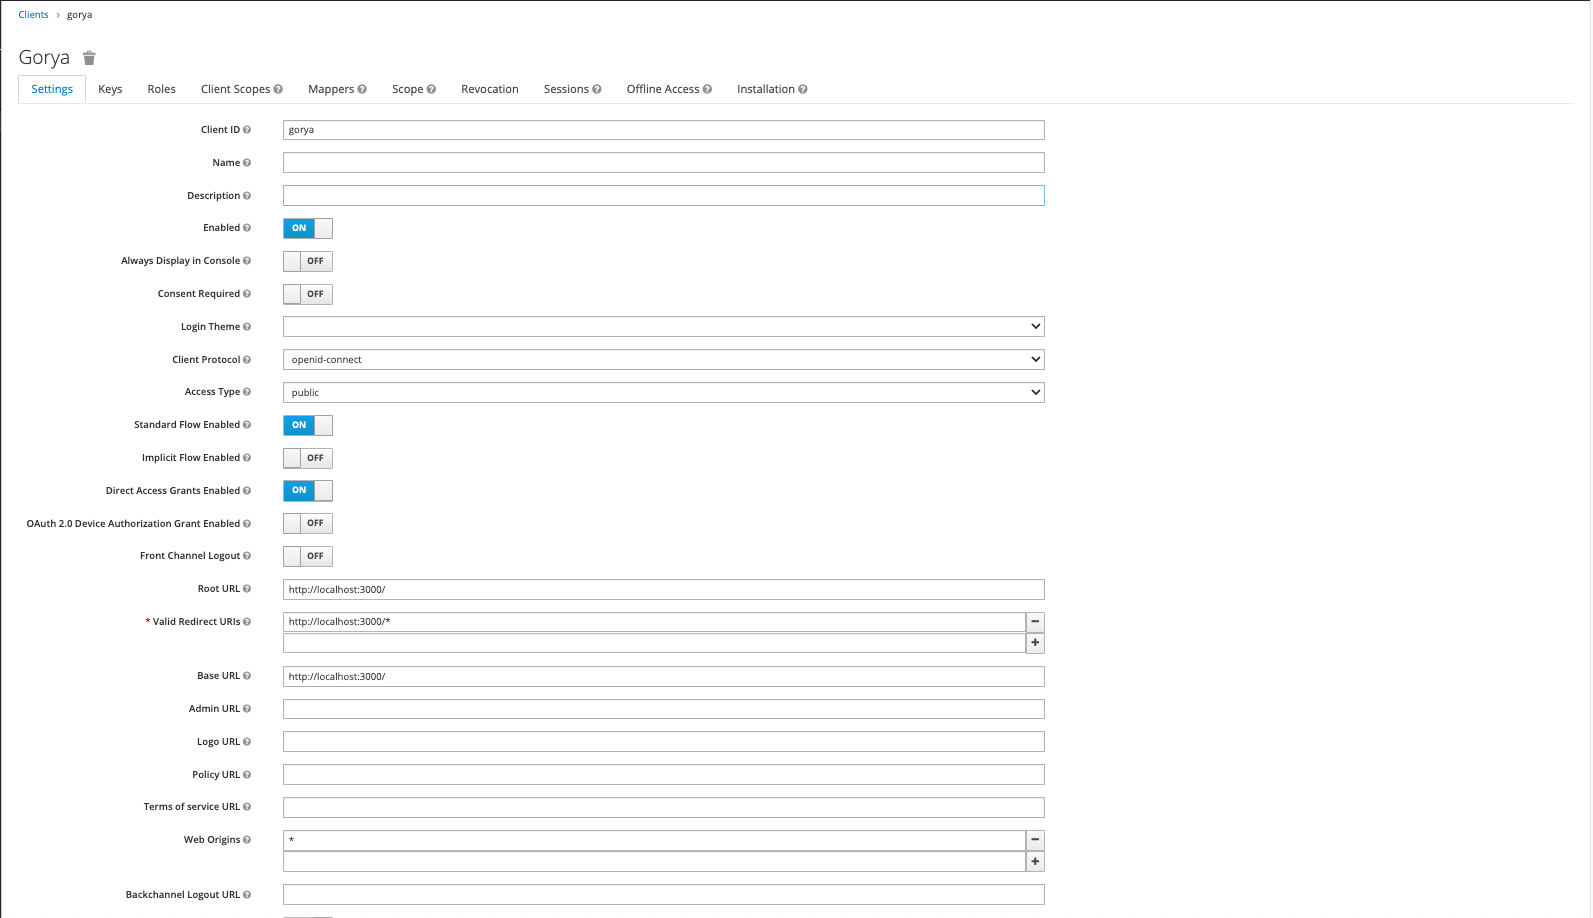 Clients > gorya
Gorya
Settings Keys Roles Client Scopes Mappers Scope Revocation Sessions Offline Access Installation
Client ID gorya
Name
Description
Enabled ON
Always Display in Console OFF
Consent Required OFF
Login Theme
Client Protocol openid-connect
Access Type public
Standard Flow Enabled ON
Implicit Flow Enabled OFF
Direct Access Grants Enabled ON
OAuth 2.0 Device Authorization Grant Enabled OFF
Front Channel Logout OFF
Root URL http://localhost:3000/
* Valid Redirect URIs http://localhost:3000/*
Base URL http://localhost:3000/
Admin URL
Logo URL
Policy URL
Terms of service URL
Web Origins *
Backchannel Logout URL